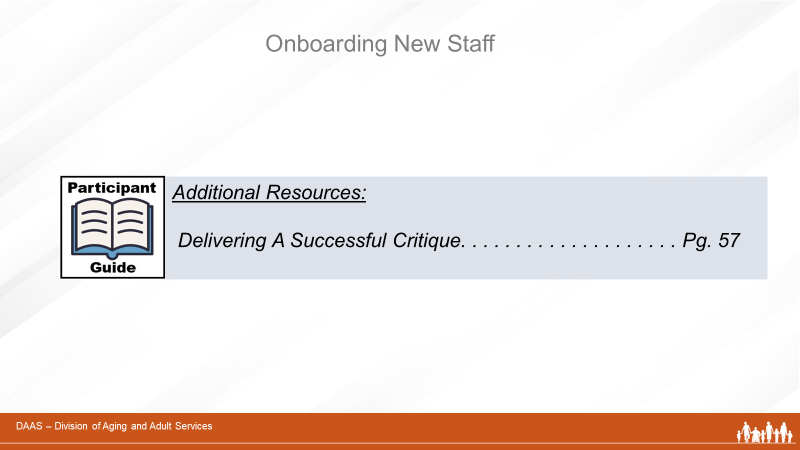 Onboarding New Staff
Participant
Guide
Additional Resources:
Delivering A Successful Critique. . . . . . . . . . . . . . . . . . . . Pg. 57
DAAS – Division of Aging and Adult Services